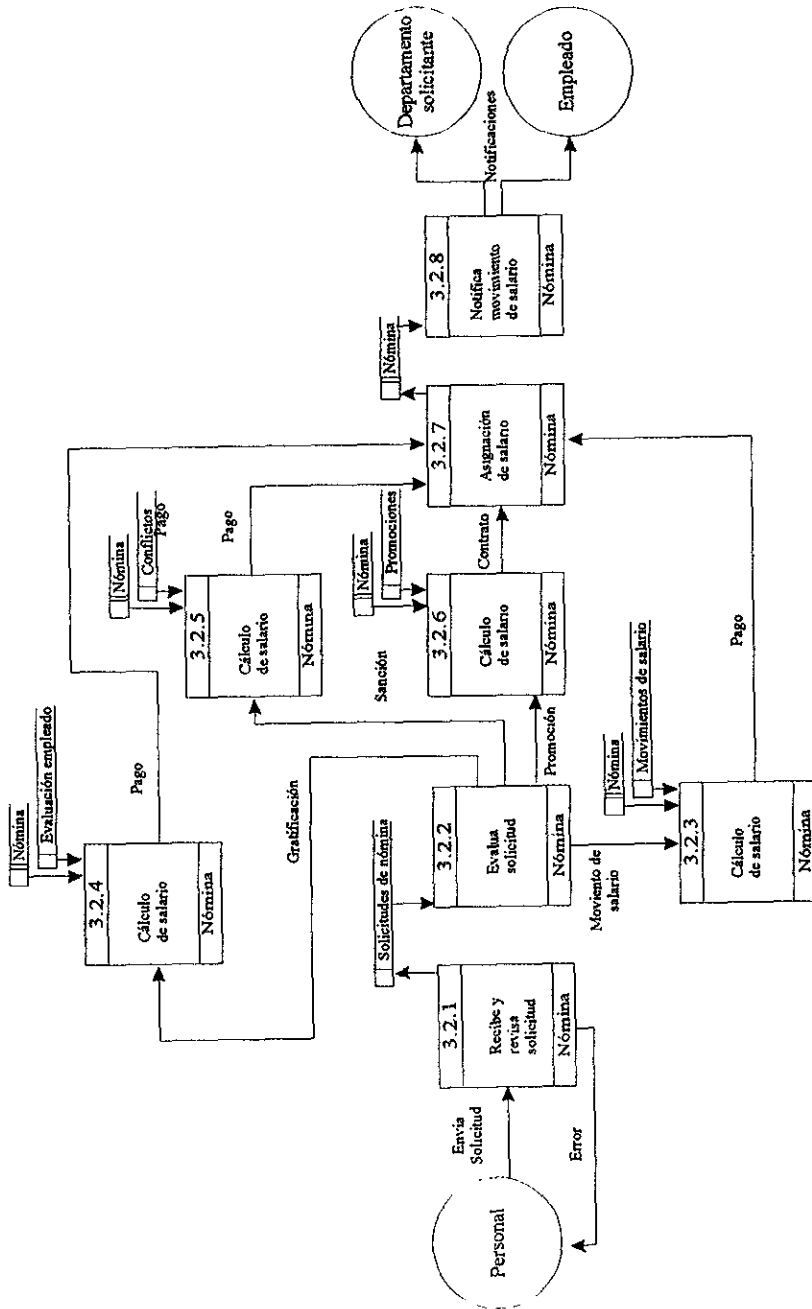 Personal
Envía
Solicitud
Error
3.2.1
Recibe y
revisa
solicitud
Nómina
Solicitudes de nómina
3.2.2
Evalua
solicitud
Nómina
Gratificación
Sanción
Promoción
Moviento de
salario
Nómina
Evaluación empleado
3.2.4
Cálculo
de salario
Nómina
Pago
Nómina
Conflictos
Pago
3.2.5
Cálculo
de salario
Nómina
Pago
Nómina
Promociones
3.2.6
Cálculo
de salario
Nómina
Contrato
Nómina
Movimientos de salario
3.2.3
Cálculo
de salario
Nómina
Pago
3.2.7
Asignación
de salario
Nómina
Nómina
3.2.8
Notifica
movimiento
de salario
Nómina
Notificaciones
Departamento
solicitante
Empleado